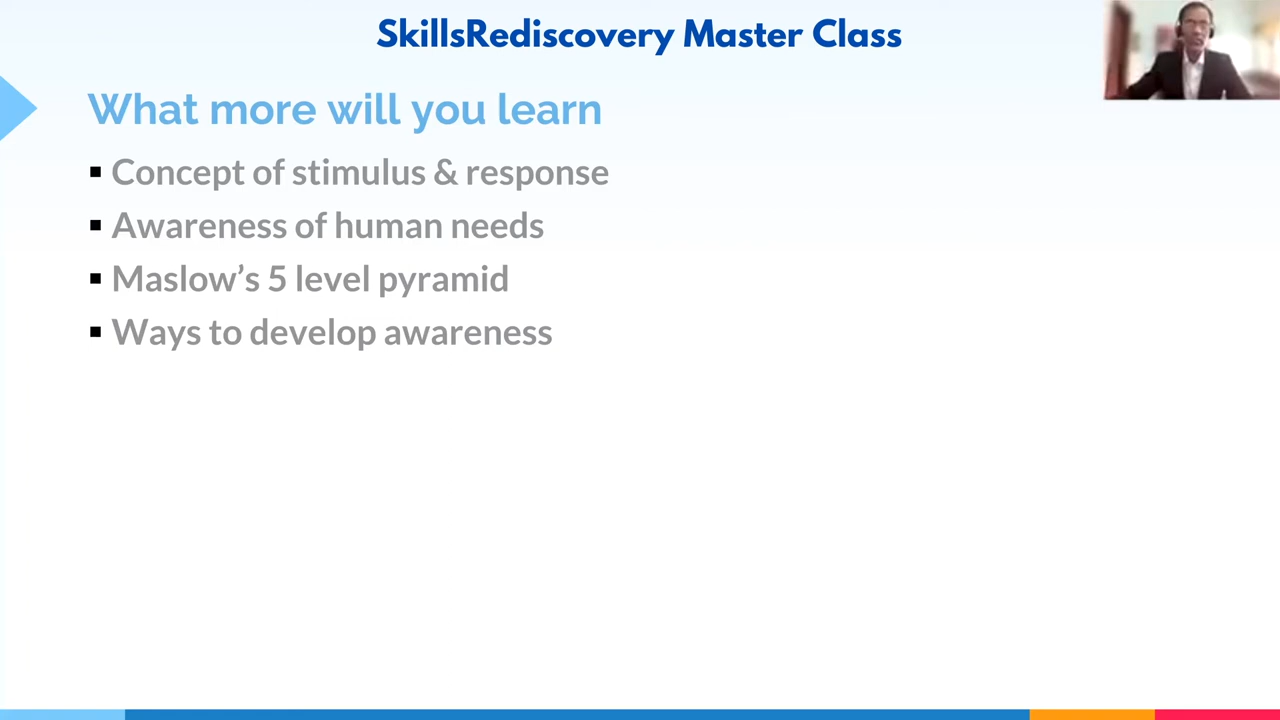 SkillsRediscovery Master Class
What more will you learn
▪ Concept of stimulus & response
▪ Awareness of human needs
▪ Maslow’s 5 level pyramid
▪ Ways to develop awareness